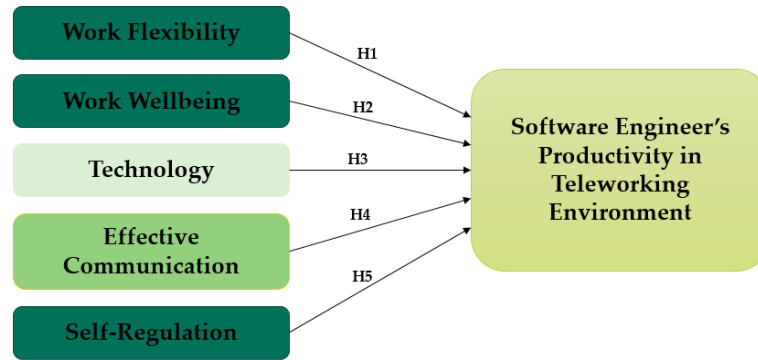 Work Flexibility
H1
Work Wellbeing
H2
Technology
H3
Effective
Communication
H4
Self-Regulation
H5
Software Engineer’s
Productivity in
Teleworking
Environment